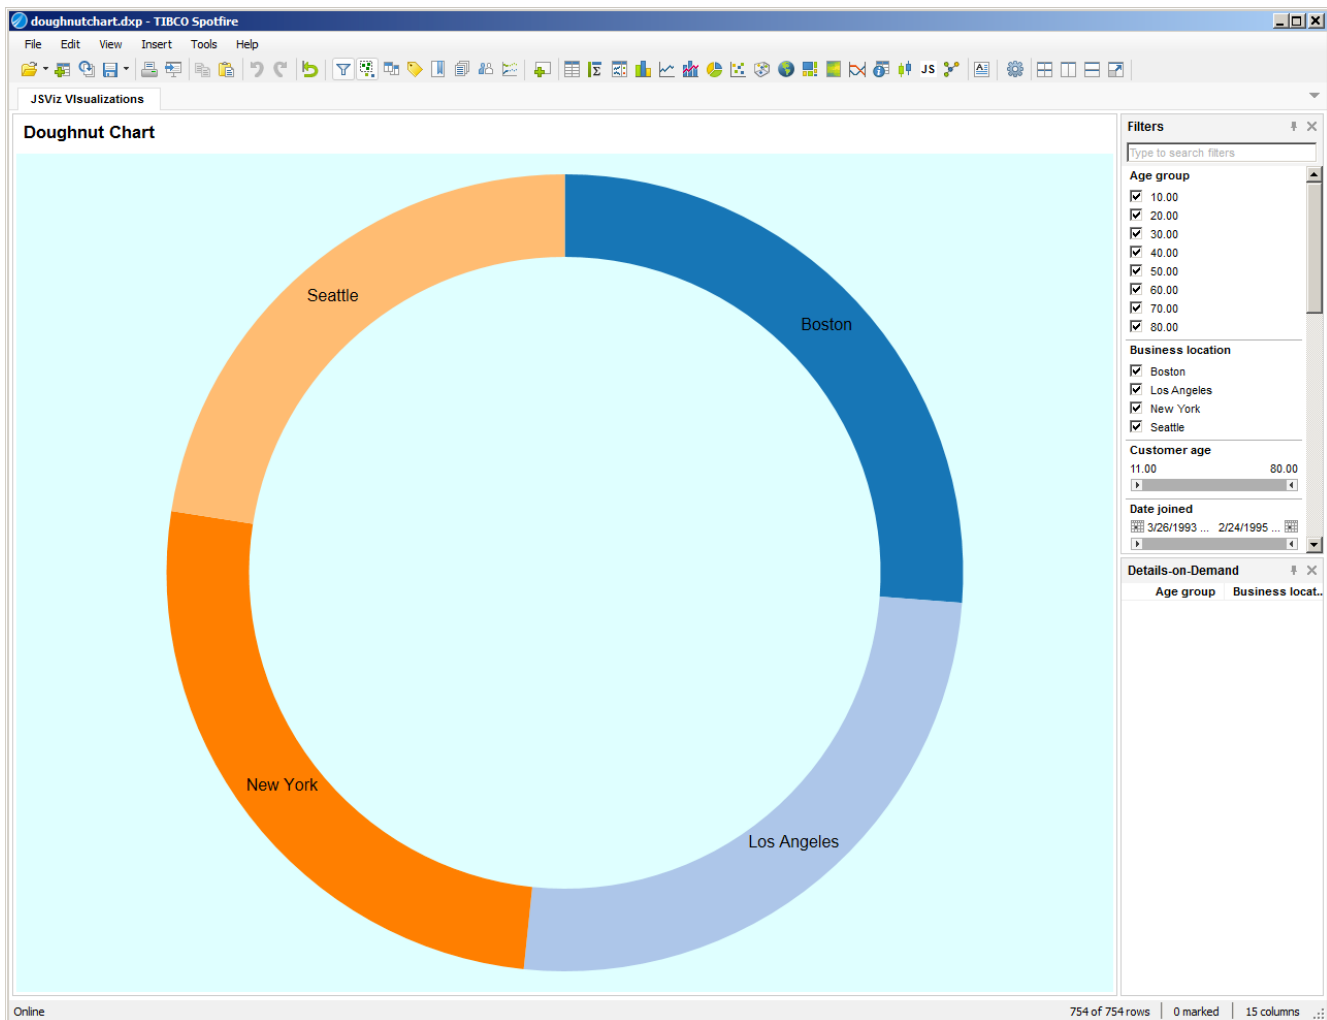 doughnutchart.dxp - TIBCO Spotfire
File Edit View Insert Tools Help
JS
JSViz VIsualizations
Doughnut Chart
Seattle
Boston
New York
Los Angeles
Filters
Type to search filters
Age group
10.00
20.00
30.00
40.00
50.00
60.00
70.00
80.00
Business location
Boston
Los Angeles
New York
Seattle
Customer age
11.00 80.00
Date joined
3/26/1993 ... 2/24/1995 ...
Details-on-Demand
Age group Business locat..
Online 754 of 754 rows 0 marked 15 columns